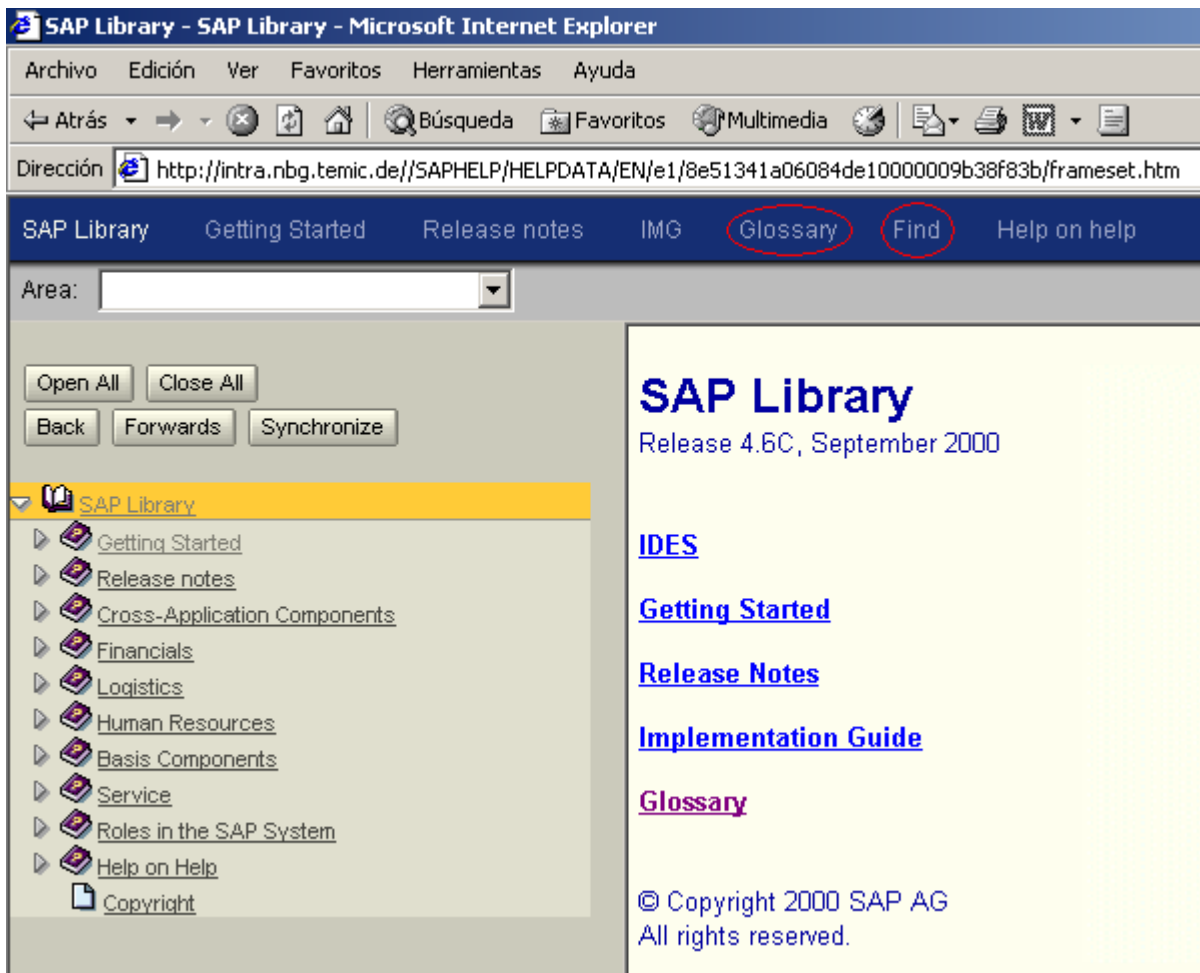 SAP Library - SAP Library - Microsoft Internet Explorer
Archivo Edición Ver Favoritos Herramientas Ayuda
Atrás Búsqueda Favoritos Multimedia
Dirección http://intra.nbg.temic.de//SAPHELP/HELPDATA/EN/e1/8e51341a06084de10000009b38f83b/frameset.htm
SAP Library Getting Started Release notes IMG Glossary Find Help on help
Area:
Open All Close All
Back Forwards Synchronize
SAP Library
Getting Started
Release notes
Cross-Application Components
Financials
Logistics
Human Resources
Basis Components
Service
Roles in the SAP System
Help on Help
Copyright
SAP Library
Release 4.6C, September 2000
IDES
Getting Started
Release Notes
Implementation Guide
Glossary
© Copyright 2000 SAP AG
All rights reserved.